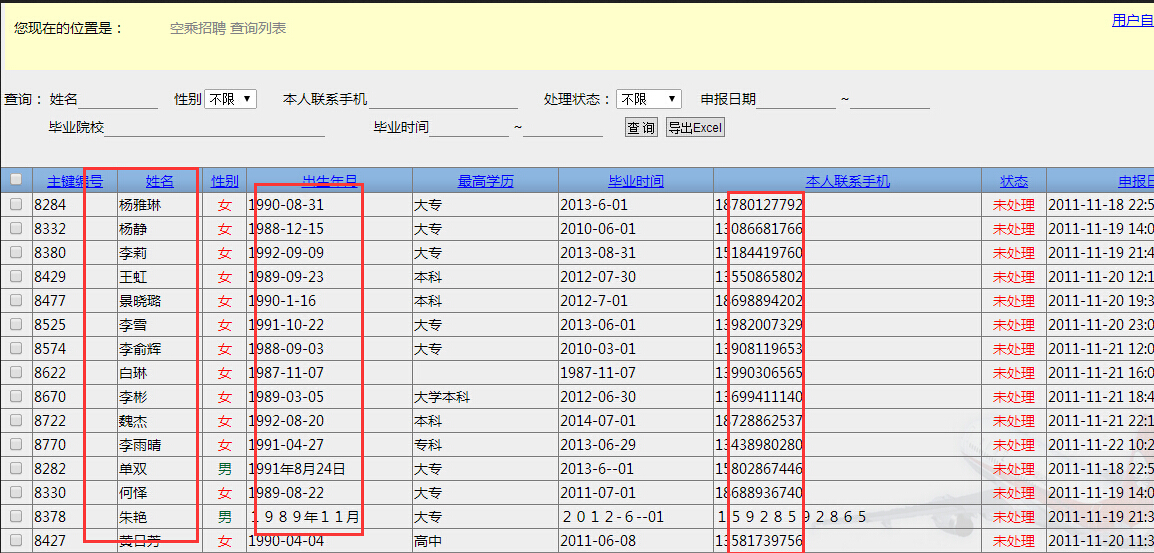 您现在的位置是： 空乘招聘 查询列表 用户自
查询： 姓名 性别 不限 本人联系手机 处理状态： 不限 申报日期 ~
毕业院校 毕业时间 ~ 查 询 导出Excel
主键编号 姓名 性别 出生年月 最高学历 毕业时间 本人联系手机 状态 申报日
8284 杨雅琳 女 1990-08-31 大专 2013-6-01 18780127792 未处理 2011-11-18 22:5
8332 杨静 女 1988-12-15 大专 2010-06-01 13086681766 未处理 2011-11-19 14:0
8380 李莉 女 1992-09-09 大专 2013-08-31 15184419760 未处理 2011-11-19 21:4
8429 王虹 女 1989-09-23 本科 2012-07-30 13550865802 未处理 2011-11-20 12:1
8477 景晓璐 女 1990-1-16 本科 2012-7-01 18698894202 未处理 2011-11-20 19:3
8525 李雪 女 1991-10-22 大专 2013-06-01 13982007329 未处理 2011-11-20 23:0
8574 李俞辉 女 1988-09-03 大专 2010-03-01 13908119653 未处理 2011-11-21 12:0
8622 白琳 女 1987-11-07 1987-11-07 13990306565 未处理 2011-11-21 16:0
8670 李彬 女 1989-03-05 大学本科 2012-06-30 13699411140 未处理 2011-11-21 18:4
8722 魏杰 女 1992-08-20 本科 2014-07-01 18728862537 未处理 2011-11-21 22:5
8770 李雨晴 女 1991-04-27 专科 2013-06-29 13438980280 未处理 2011-11-22 10:2
8282 单双 男 1991年8月24日 大专 2013-6--01 15802867446 未处理 2011-11-18 22:5
8330 何怿 女 1989-08-22 大专 2011-07-01 18688936740 未处理 2011-11-19 14:0
8378 朱艳 男 １９８９年１１月 大专 ２０１２-６--01 １５９２８５９２８６５ 未处理 2011-11-19 21:3
8427 黄日芳 女 1990-04-04 高中 2011-06-08 13581739756 未处理 2011-11-20 11:3